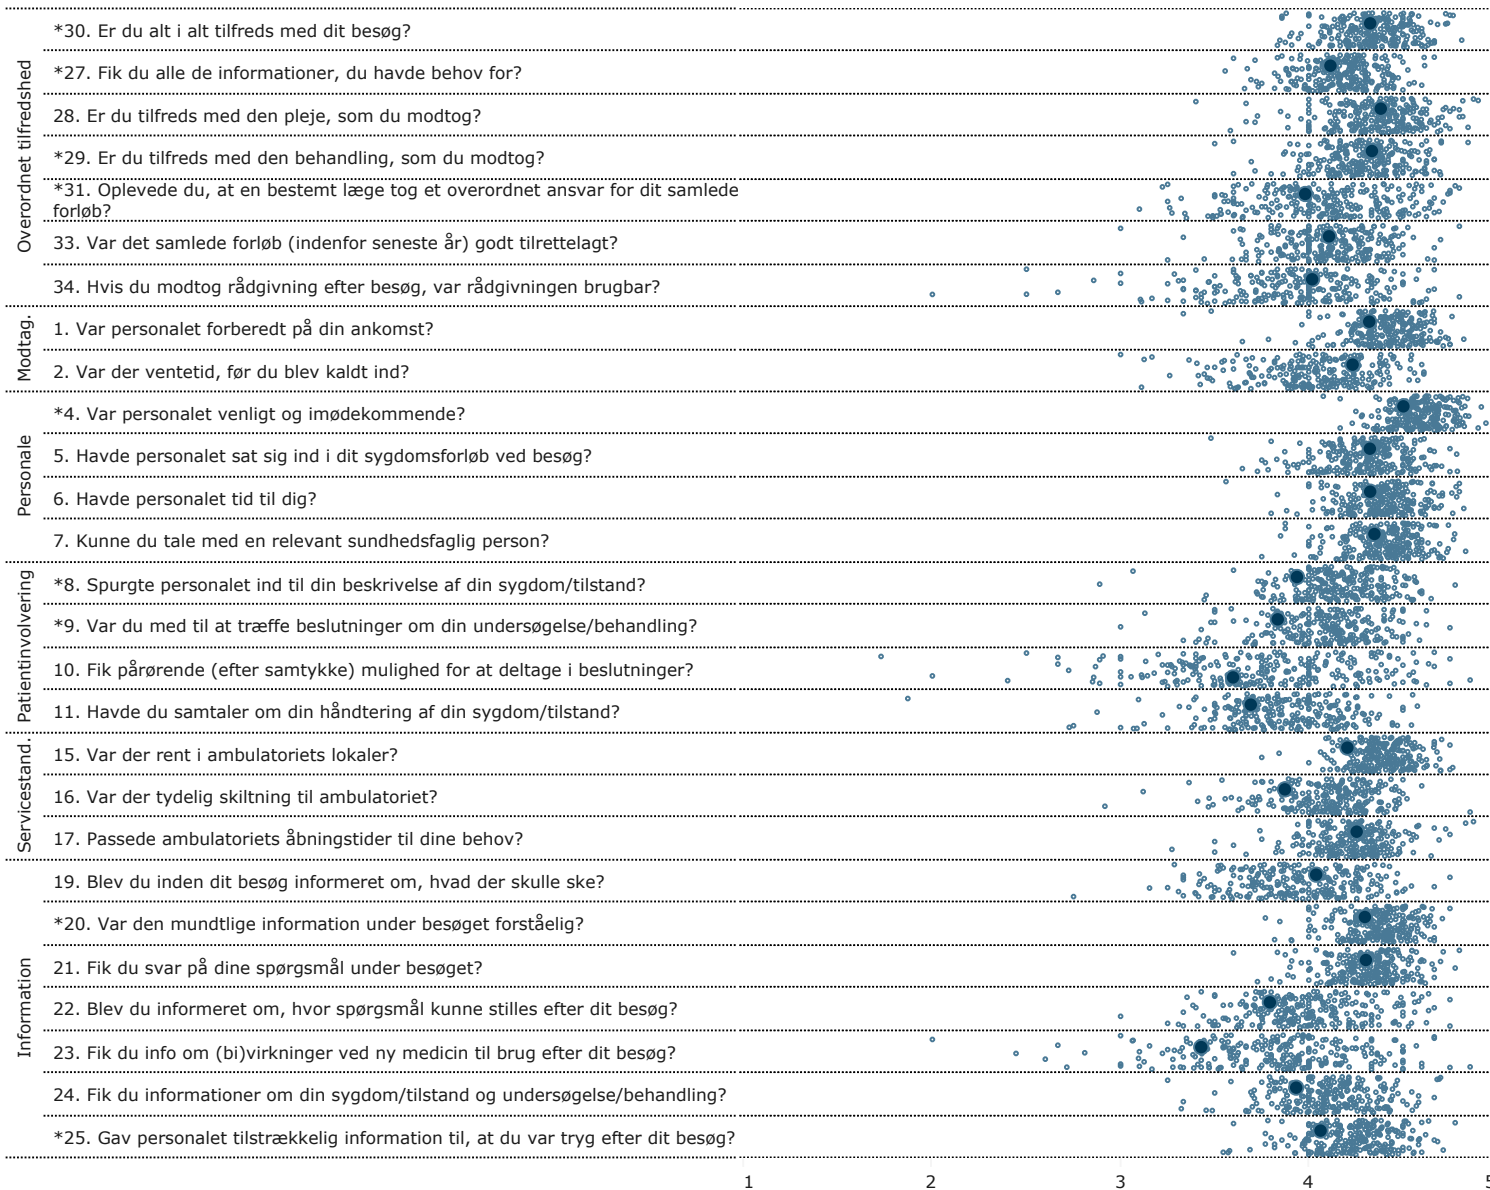 Overordnet tilfredshed
*30. Er du alt i alt tilfreds med dit besøg?
*27. Fik du alle de informationer, du havde behov for?
28. Er du tilfreds med den pleje, som du modtog?
*29. Er du tilfreds med den behandling, som du modtog?
*31. Oplevede du, at en bestemt læge tog et overordnet ansvar for dit samlede
forløb?
33. Var det samlede forløb (indenfor seneste år) godt tilrettelagt?
34. Hvis du modtog rådgivning efter besøg, var rådgivningen brugbar?
Modtag.
1. Var personalet forberedt på din ankomst?
2. Var der ventetid, før du blev kaldt ind?
Personale
*4. Var personalet venligt og imødekommende?
5. Havde personalet sat sig ind i dit sygdomsforløb ved besøg?
6. Havde personalet tid til dig?
7. Kunne du tale med en relevant sundhedsfaglig person?
Patientinvolvering
*8. Spurgte personalet ind til din beskrivelse af din sygdom/tilstand?
*9. Var du med til at træffe beslutninger om din undersøgelse/behandling?
10. Fik pårørende (efter samtykke) mulighed for at deltage i beslutninger?
11. Havde du samtaler om din håndtering af din sygdom/tilstand?
Servicestand.
15. Var der rent i ambulatoriets lokaler?
16. Var der tydelig skiltning til ambulatoriet?
17. Passede ambulatoriets åbningstider til dine behov?
Information
19. Blev du inden dit besøg informeret om, hvad der skulle ske?
*20. Var den mundtlige information under besøget forståelig?
21. Fik du svar på dine spørgsmål under besøget?
22. Blev du informeret om, hvor spørgsmål kunne stilles efter dit besøg?
23. Fik du info om (bi)virkninger ved ny medicin til brug efter dit besøg?
24. Fik du informationer om din sygdom/tilstand og undersøgelse/behandling?
*25. Gav personalet tilstrækkelig information til, at du var tryg efter dit besøg?
1 2 3 4 5